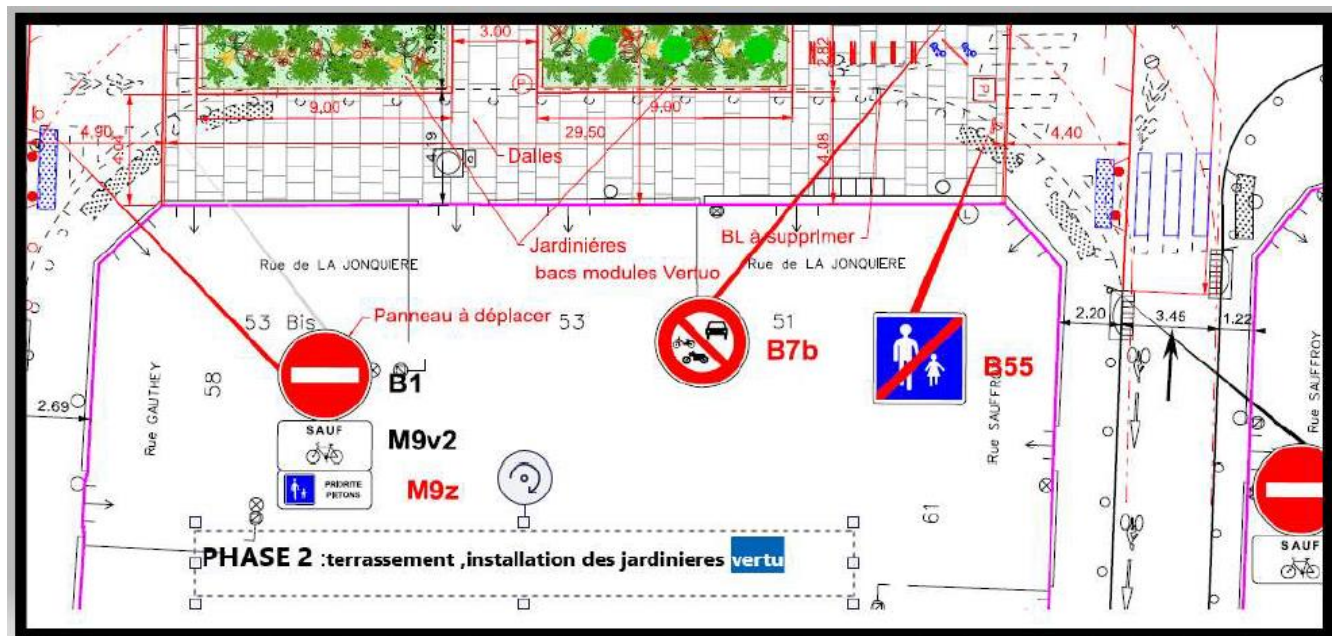 3.00
2.82
9.00
9.00
29,50
4.90
4.04
4.19
4.08
4.40
P
P
Dalles
Jardiniéres
bacs modules Vertuo
BL à supprimer
L
Rue de LA JONQUIERE
Rue de LA JONQUIERE
53 Bis
53
51
Panneau à déplacer
B1
B7b
B55
2.20
3.45
1.22
2.69
58
Rue GAUTHEY
Rue SAUFFROY
Rue SAUFFROY
SAUF
M9v2
PRIORITE
PIETONS
M9z
61
SAUF
PHASE 2 :terrassement ,installation des jardinieres vertu